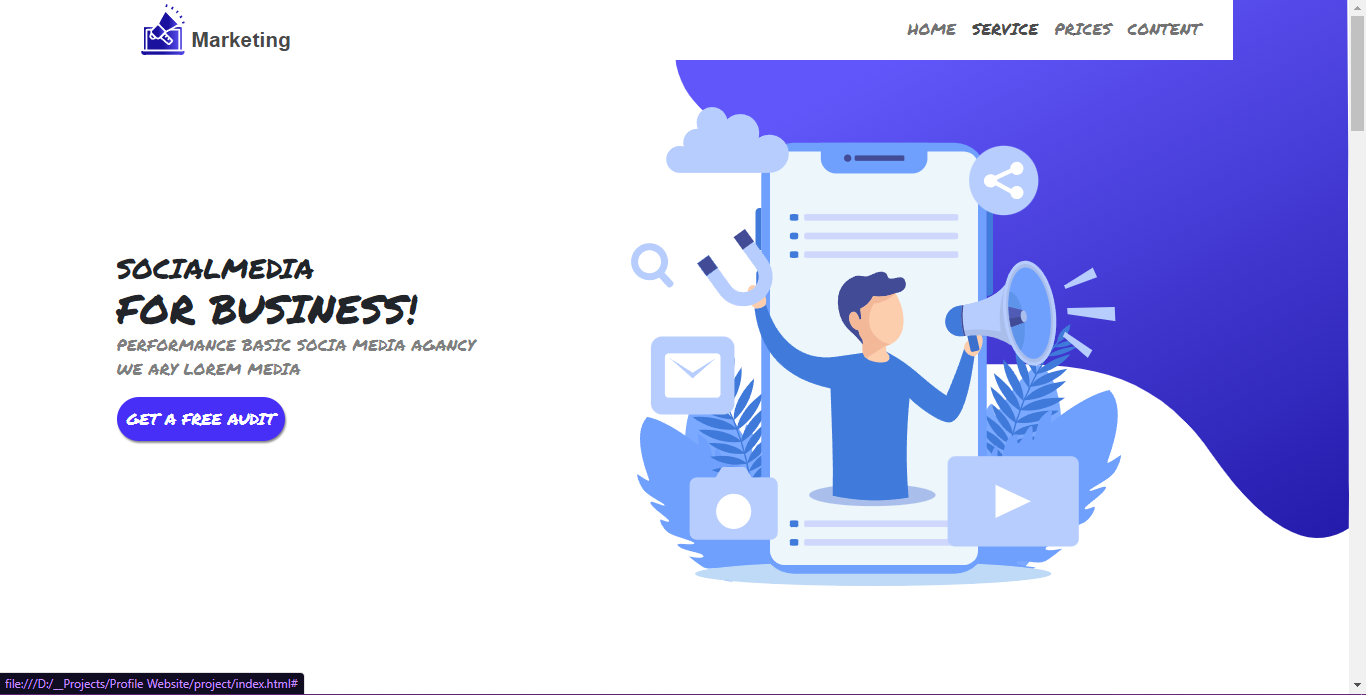 Marketing
HOME SERVICE PRICES CONTENT
SOCIALMEDIA
FOR BUSINESS!
PERFORMANCE BASIC SOCIA MEDIA AGANCY
WE ARY LOREM MEDIA
GET A FREE AUDIT
file:///D:/__Projects/Profile Website/project/index.html#